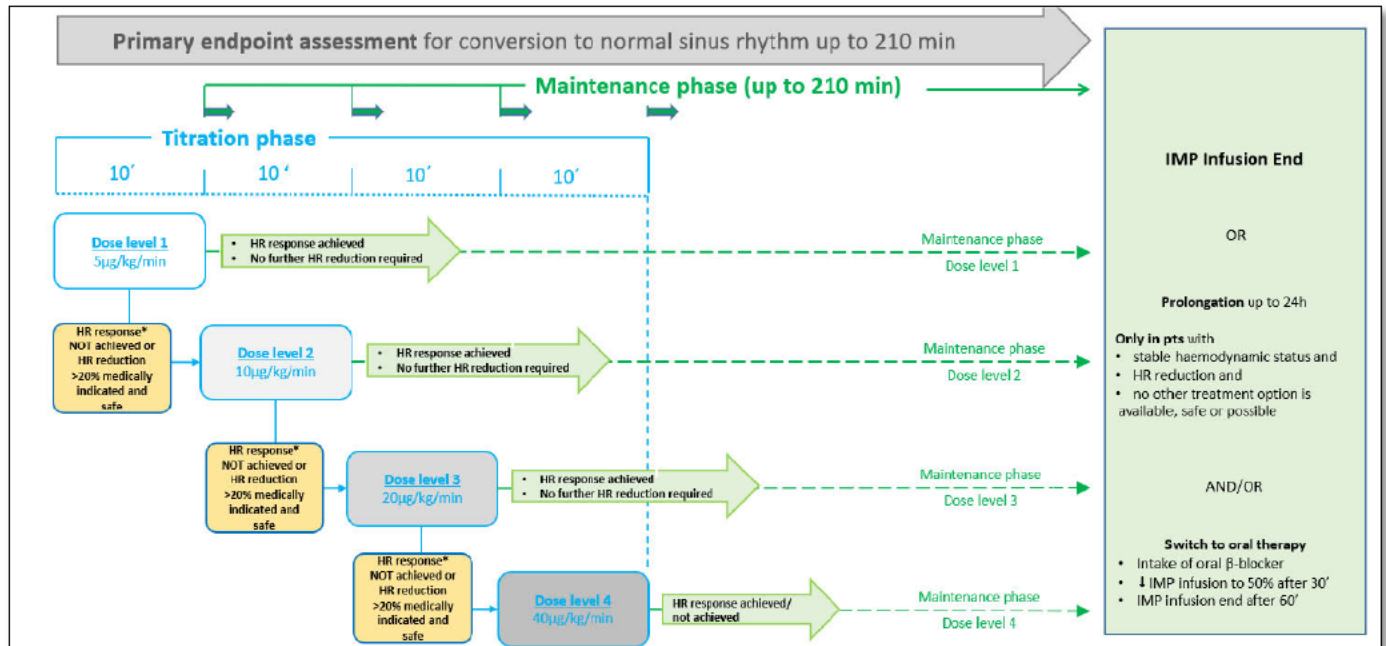 Primary endpoint assessment for conversion to normal sinus rhythm up to 210 min
Maintenance phase (up to 210 min)
Titration phase
10´ 10‘ 10´ 10´
Dose level 1
5µg/kg/min
• HR response achieved
• No further HR reduction required
Maintenance phase
Dose level 1
HR response*
NOT achieved or
HR reduction
>20% medically
indicated and
safe
Dose level 2
10µg/kg/min
• HR response achieved
• No further HR reduction required
Maintenance phase
Dose level 2
HR response*
NOT achieved or
HR reduction
>20% medically
indicated and
safe
Dose level 3
20µg/kg/min
• HR response achieved
• No further HR reduction required
Maintenance phase
Dose level 3
HR response*
NOT achieved or
HR reduction
>20% medically
indicated and
safe
Dose level 4
40µg/kg/min
HR response achieved/
not achieved
Maintenance phase
Dose level 4
IMP Infusion End
OR
Prolongation up to 24h
Only in pts with
• stable haemodynamic status and
• HR reduction and
• no other treatment option is
available, safe or possible
AND/OR
Switch to oral therapy
• Intake of oral β-blocker
• ↓IMP infusion to 50% after 30’
• IMP infusion end after 60’